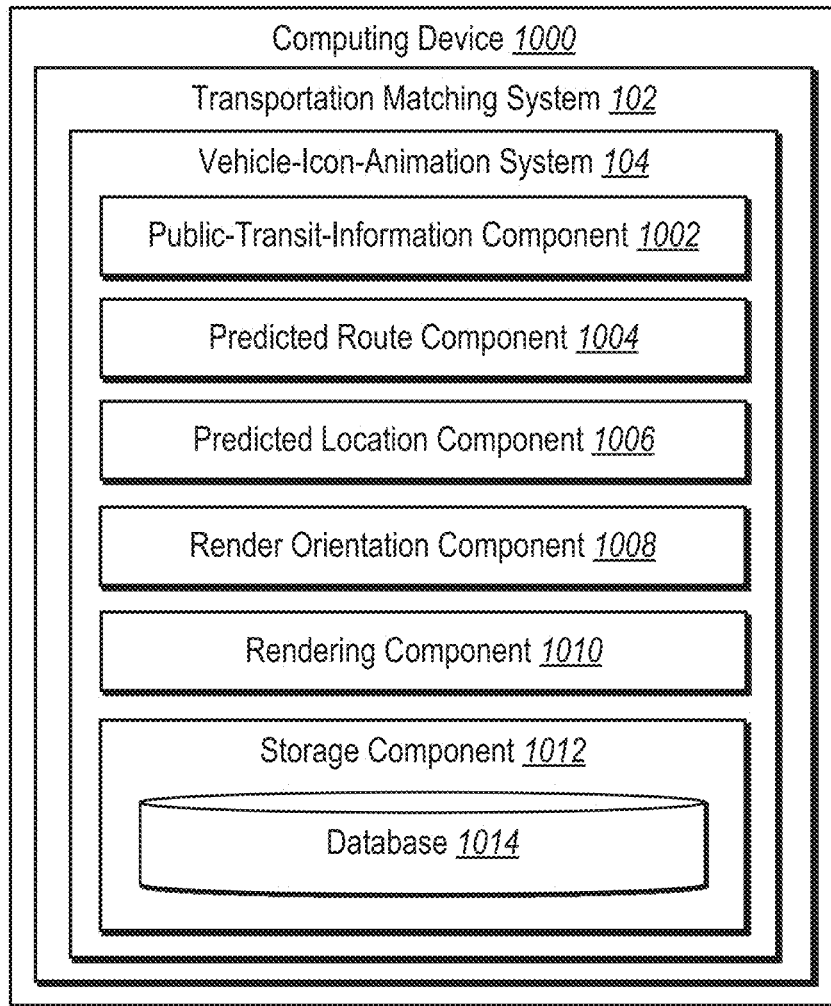 Computing Device 1000
Transportation Matching System 102
Vehicle-Icon-Animation System 104
Public-Transit-Information Component 1002
Predicted Route Component 1004
Predicted Location Component 1006
Render Orientation Component 1008
Rendering Component 1010
Storage Component 1012
Database 1014